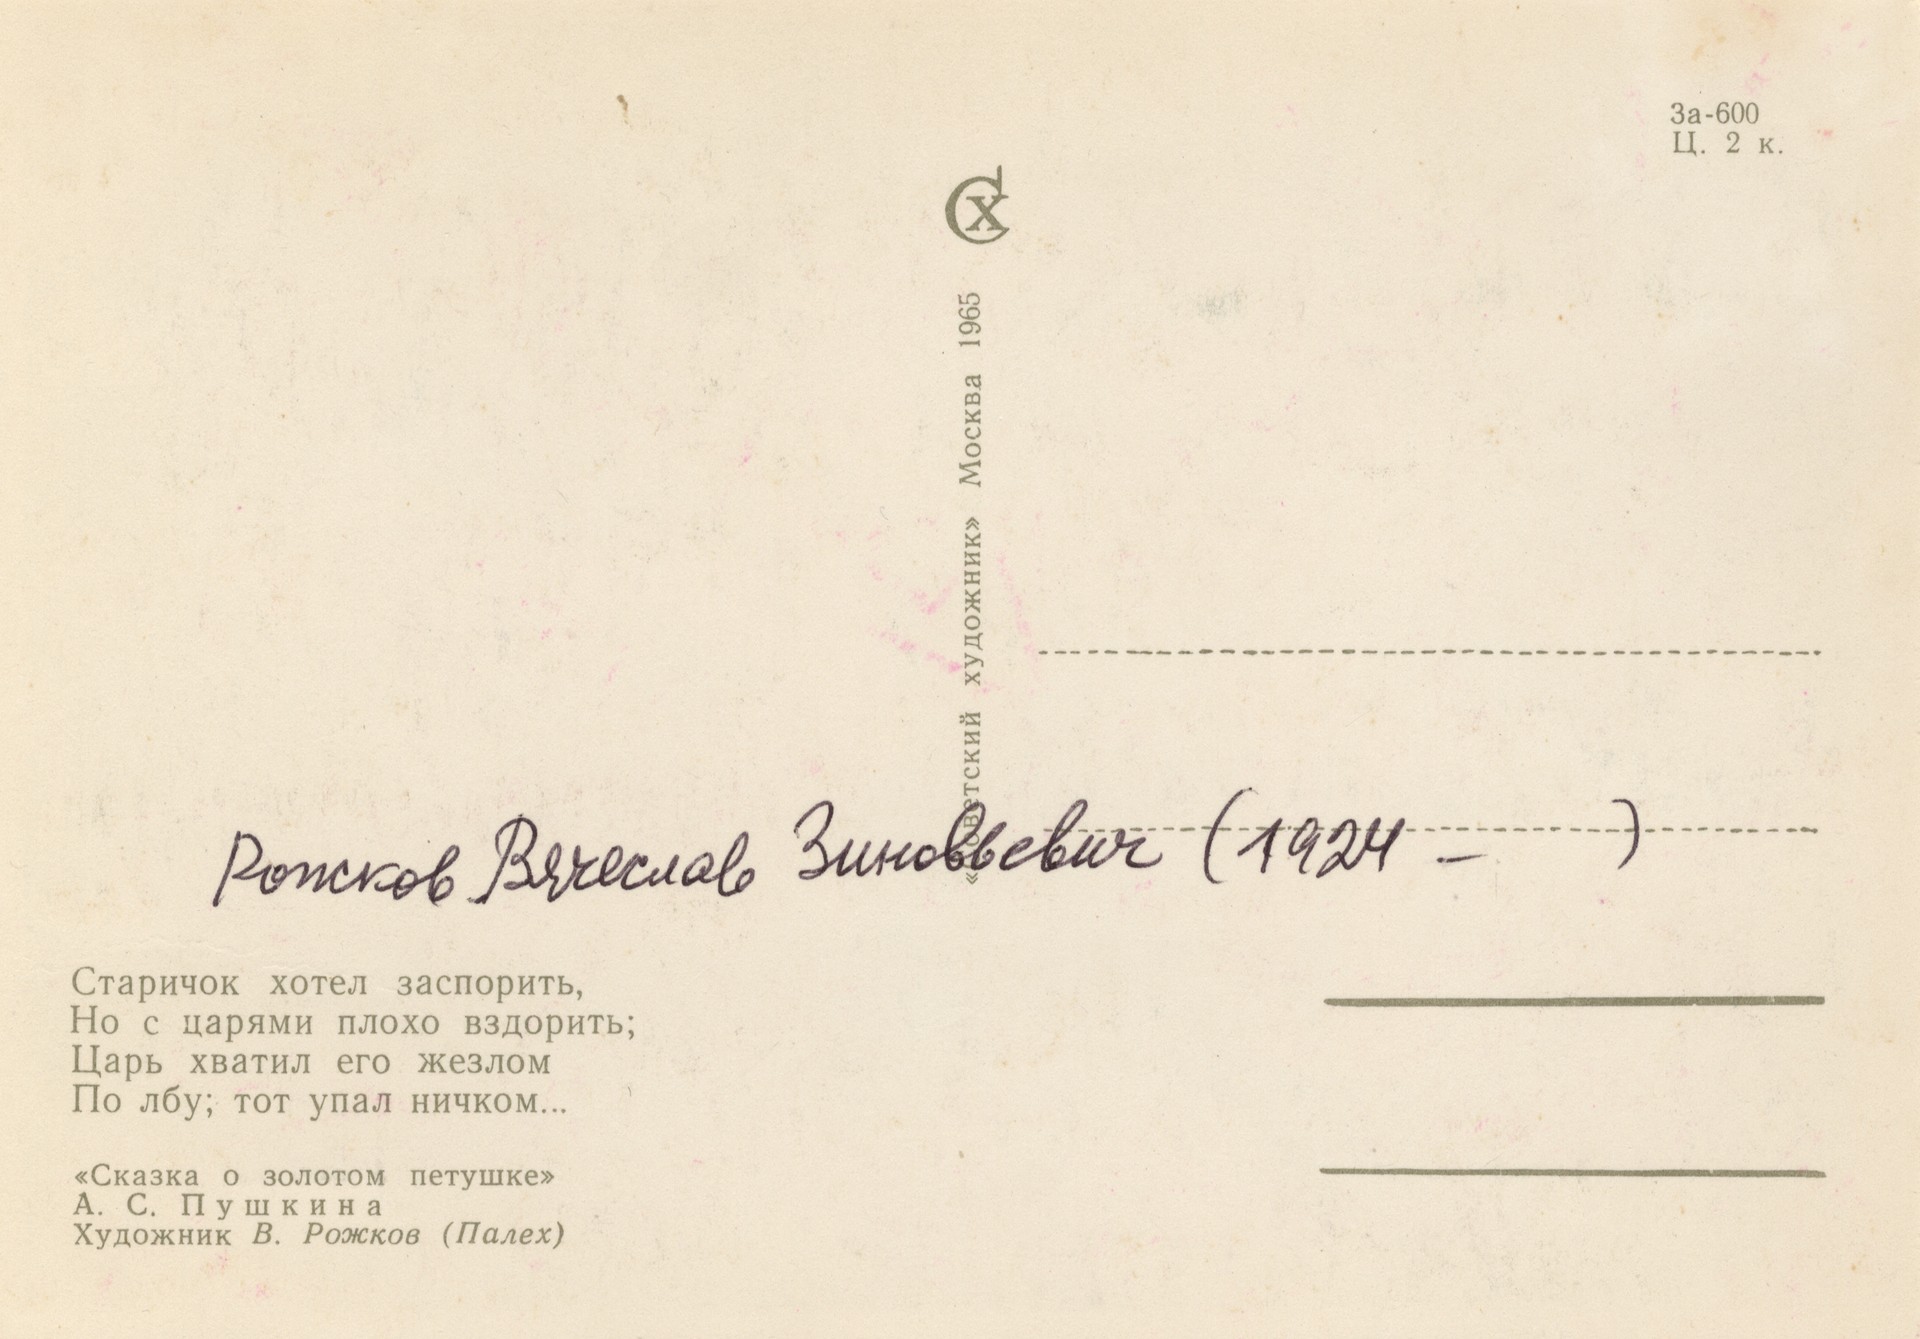 За-600
Ц. 2 к.
Сх
«Советский художник» Москва 1965
Рожков Вячеслав Зиновьевич (1924 – )
Старичок хотел заспорить,
Но с царями плохо вздорить;
Царь хватил его жезлом
По лбу; тот упал ничком...
«Сказка о золотом петушке»
А. С. Пушкина
Художник В. Рожков (Палех)